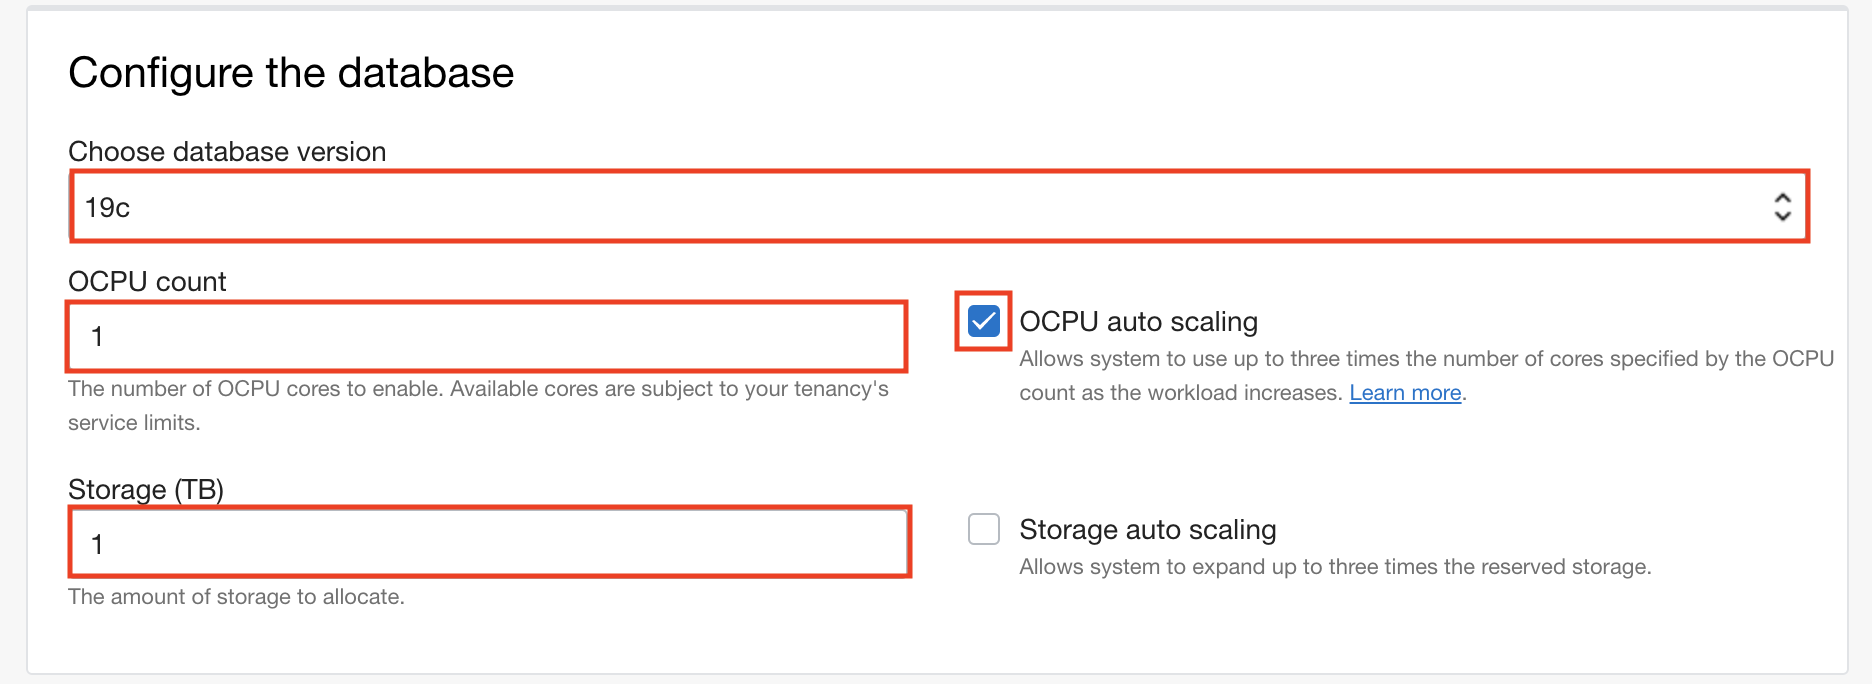 Configure the database
Choose database version
19c
OCPU count
1
The number of OCPU cores to enable. Available cores are subject to your tenancy's
service limits.
OCPU auto scaling
Allows system to use up to three times the number of cores specified by the OCPU
count as the workload increases. Learn more.
Storage (TB)
1
The amount of storage to allocate.
Storage auto scaling
Allows system to expand up to three times the reserved storage.